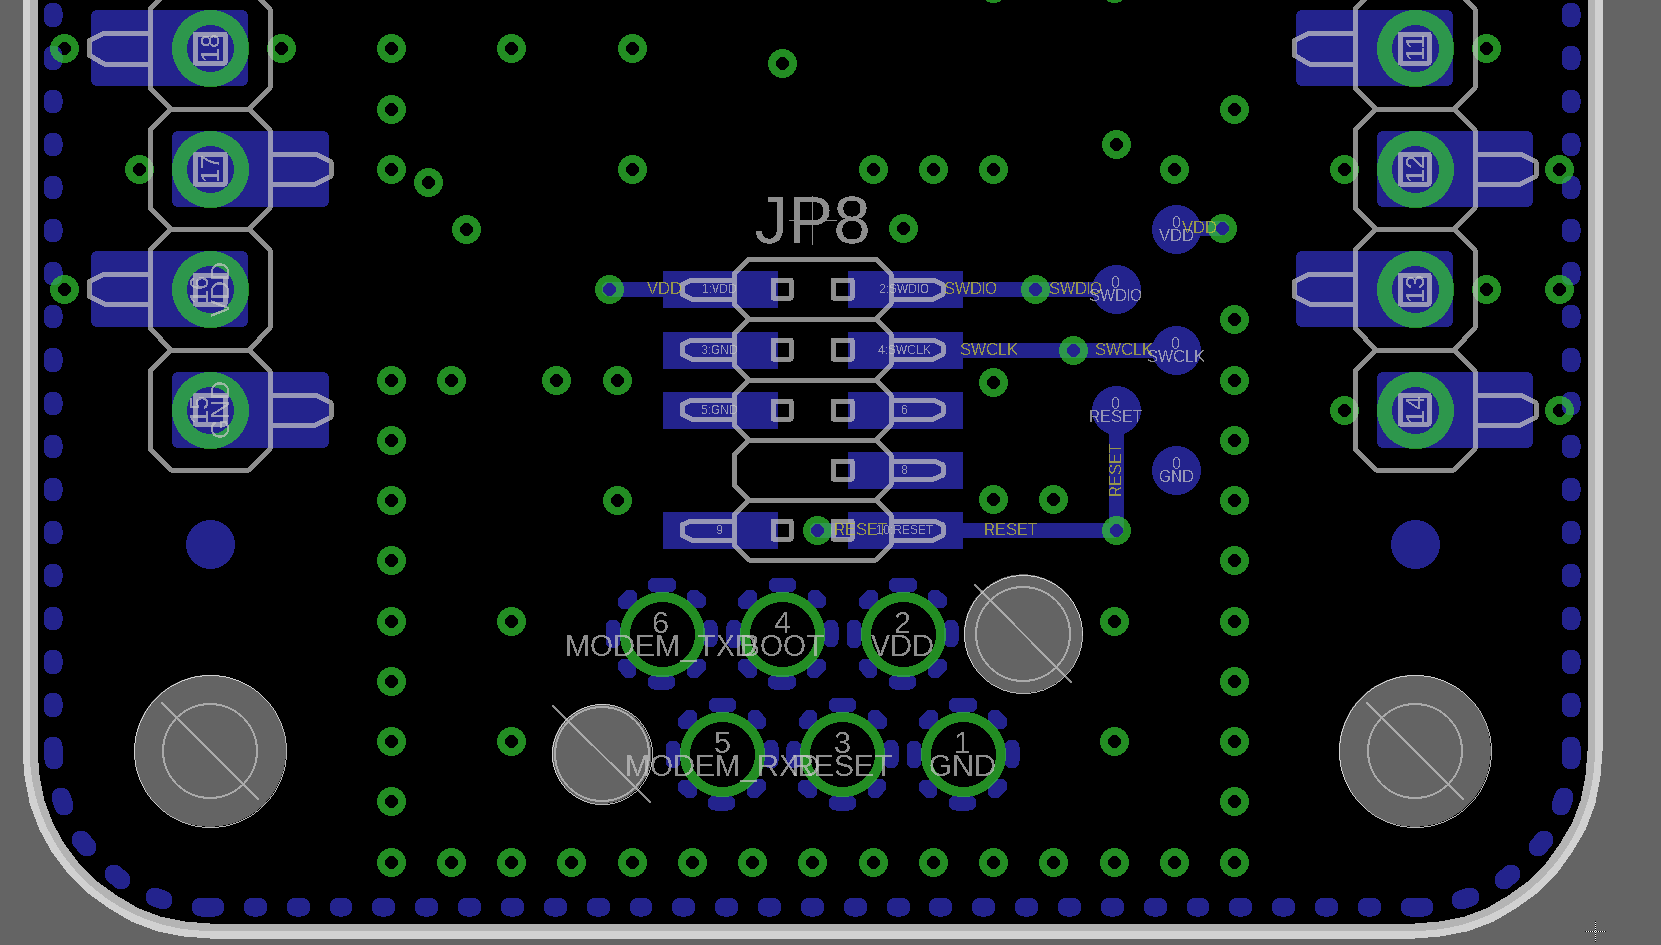 18
11
17
12
JP8
0
VDD
VDD
16
VDD
VDD
1:VDD
2:SWDIO
SWDIO
SWDIO
0
SWDIO
13
3:GND
4:SWCLK
SWCLK
SWCLK
0
SWCLK
15
GND
5:GND
6
0
RESET
14
8
RESET
0
GND
9
RESET
10:RESET
RESET
6
MODEM_TXD
4
BOOT
2
VDD
5
MODEM_RXD
3
RESET
1
GND